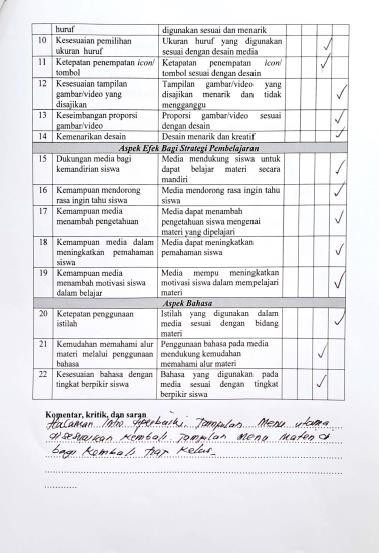 huruf digunakan sesuai dan menarik
10 Kesesuaian pemilihan Ukuran huruf yang digunakan
ukuran huruf sesuai dengan desain media
11 Ketepatan penempatan icon/ Ketapatan penempatan icon/
tombol tombol sesuai dengan desain
12 Kesesuaian tampilan Tampilan gambar/video yang
gambar/video yang disajikan menarik dan tidak
disajikan mengganggu
13 Keseimbangan proporsi Proporsi gambar/video sesuai
gambar/video dengan desain
14 Kemenarikan desain Desain menarik dan kreatif
Aspek Efek Bagi Strategi Pembelajaran
15 Dukungan media bagi Media mendukung siswa untuk
kemandirian siswa dapat belajar materi secara
mandiri
16 Kemampuan mendorong Media mendorong rasa ingin tahu
rasa ingin tahu siswa siswa
17 Kemampuan media Media dapat menambah
menambah pengetahuan pengetahuan siswa mengenai
materi yang dipelajari
18 Kemampuan media dalam Media dapat meningkatkan
meningkatkan pemahaman pemahaman siswa
siswa
19 Kemampuan media Media mempu meningkatkan
menambah motivasi siswa motivasi siswa dalam mempelajari
dalam belajar materi
Aspek Bahasa
20 Ketepatan penggunaan Istilah yang digunakan dalam
istilah media sesuai dengan bidang
materi
21 Kemudahan memahami alur Penggunaan bahasa pada media
materi melalui penggunaan mendukung kemudahan
bahasa memahami alur materi
22 Kesesuaian bahasa dengan Bahasa yang digunakan pada
tingkat berpikir siswa media sesuai dengan tingkat
berpikir siswa
Komentar, kritik, dan saran
Halaman Intro diperbaiki. Tampilan Menu utama
disesuaikan kembali. Tampilan menu materi di
bagi kembali tiap kelas.